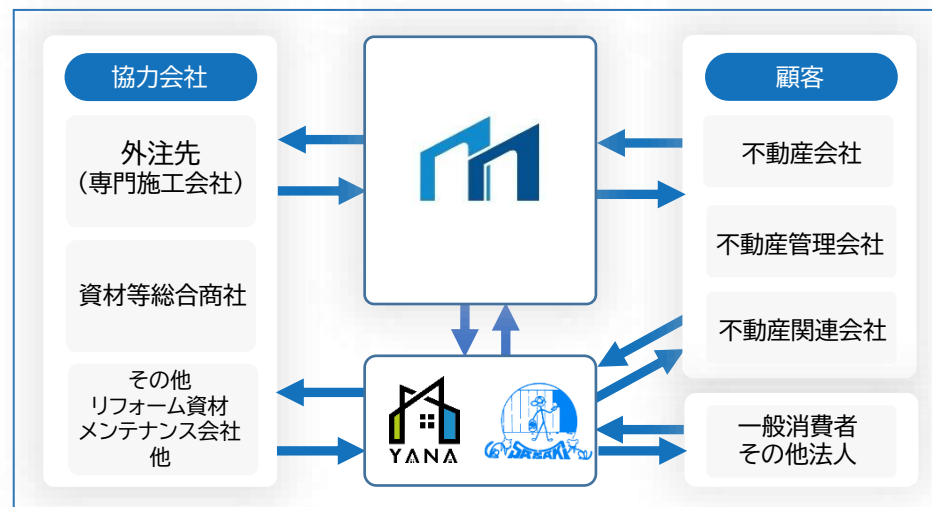 協力会社
外注先
（専門施工会社）
資材等総合商社
その他
リフォーム資材
メンテナンス会社
他
YANA
SASAKI
顧客
不動産会社
不動産管理会社
不動産関連会社
一般消費者
その他法人